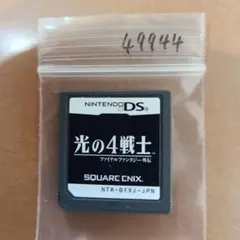 49944
NINTENDO DS
光の4戦士
ファイナルファンタジー外伝
SQUARE ENIX
NTR-BFXJ-JPN